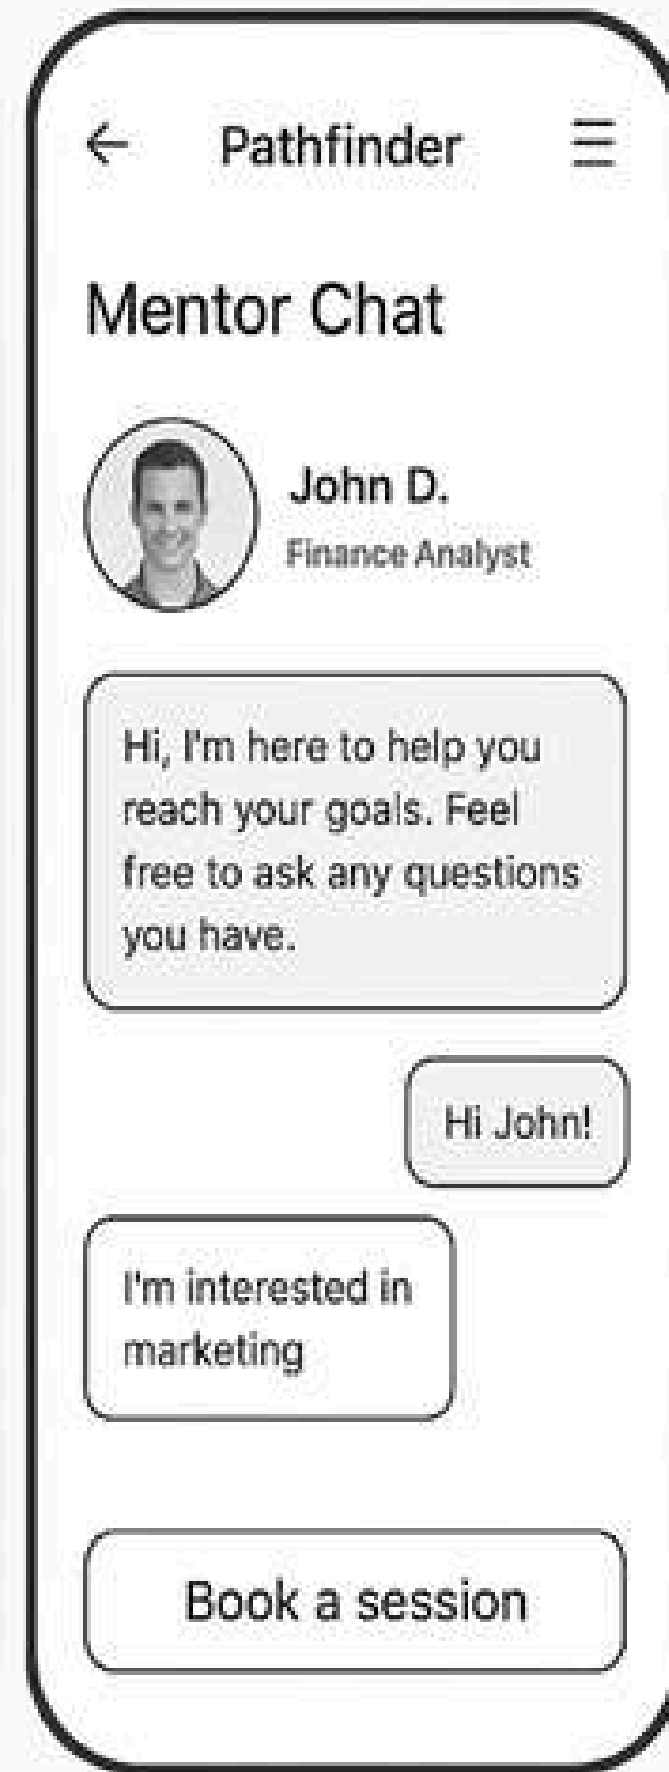 Pathfinder
Mentor Chat
John D.
Finance Analyst
Hi, I'm here to help you
reach your goals. Feel
free to ask any questions
you have.
Hi John!
I'm interested in
marketing
Book a session